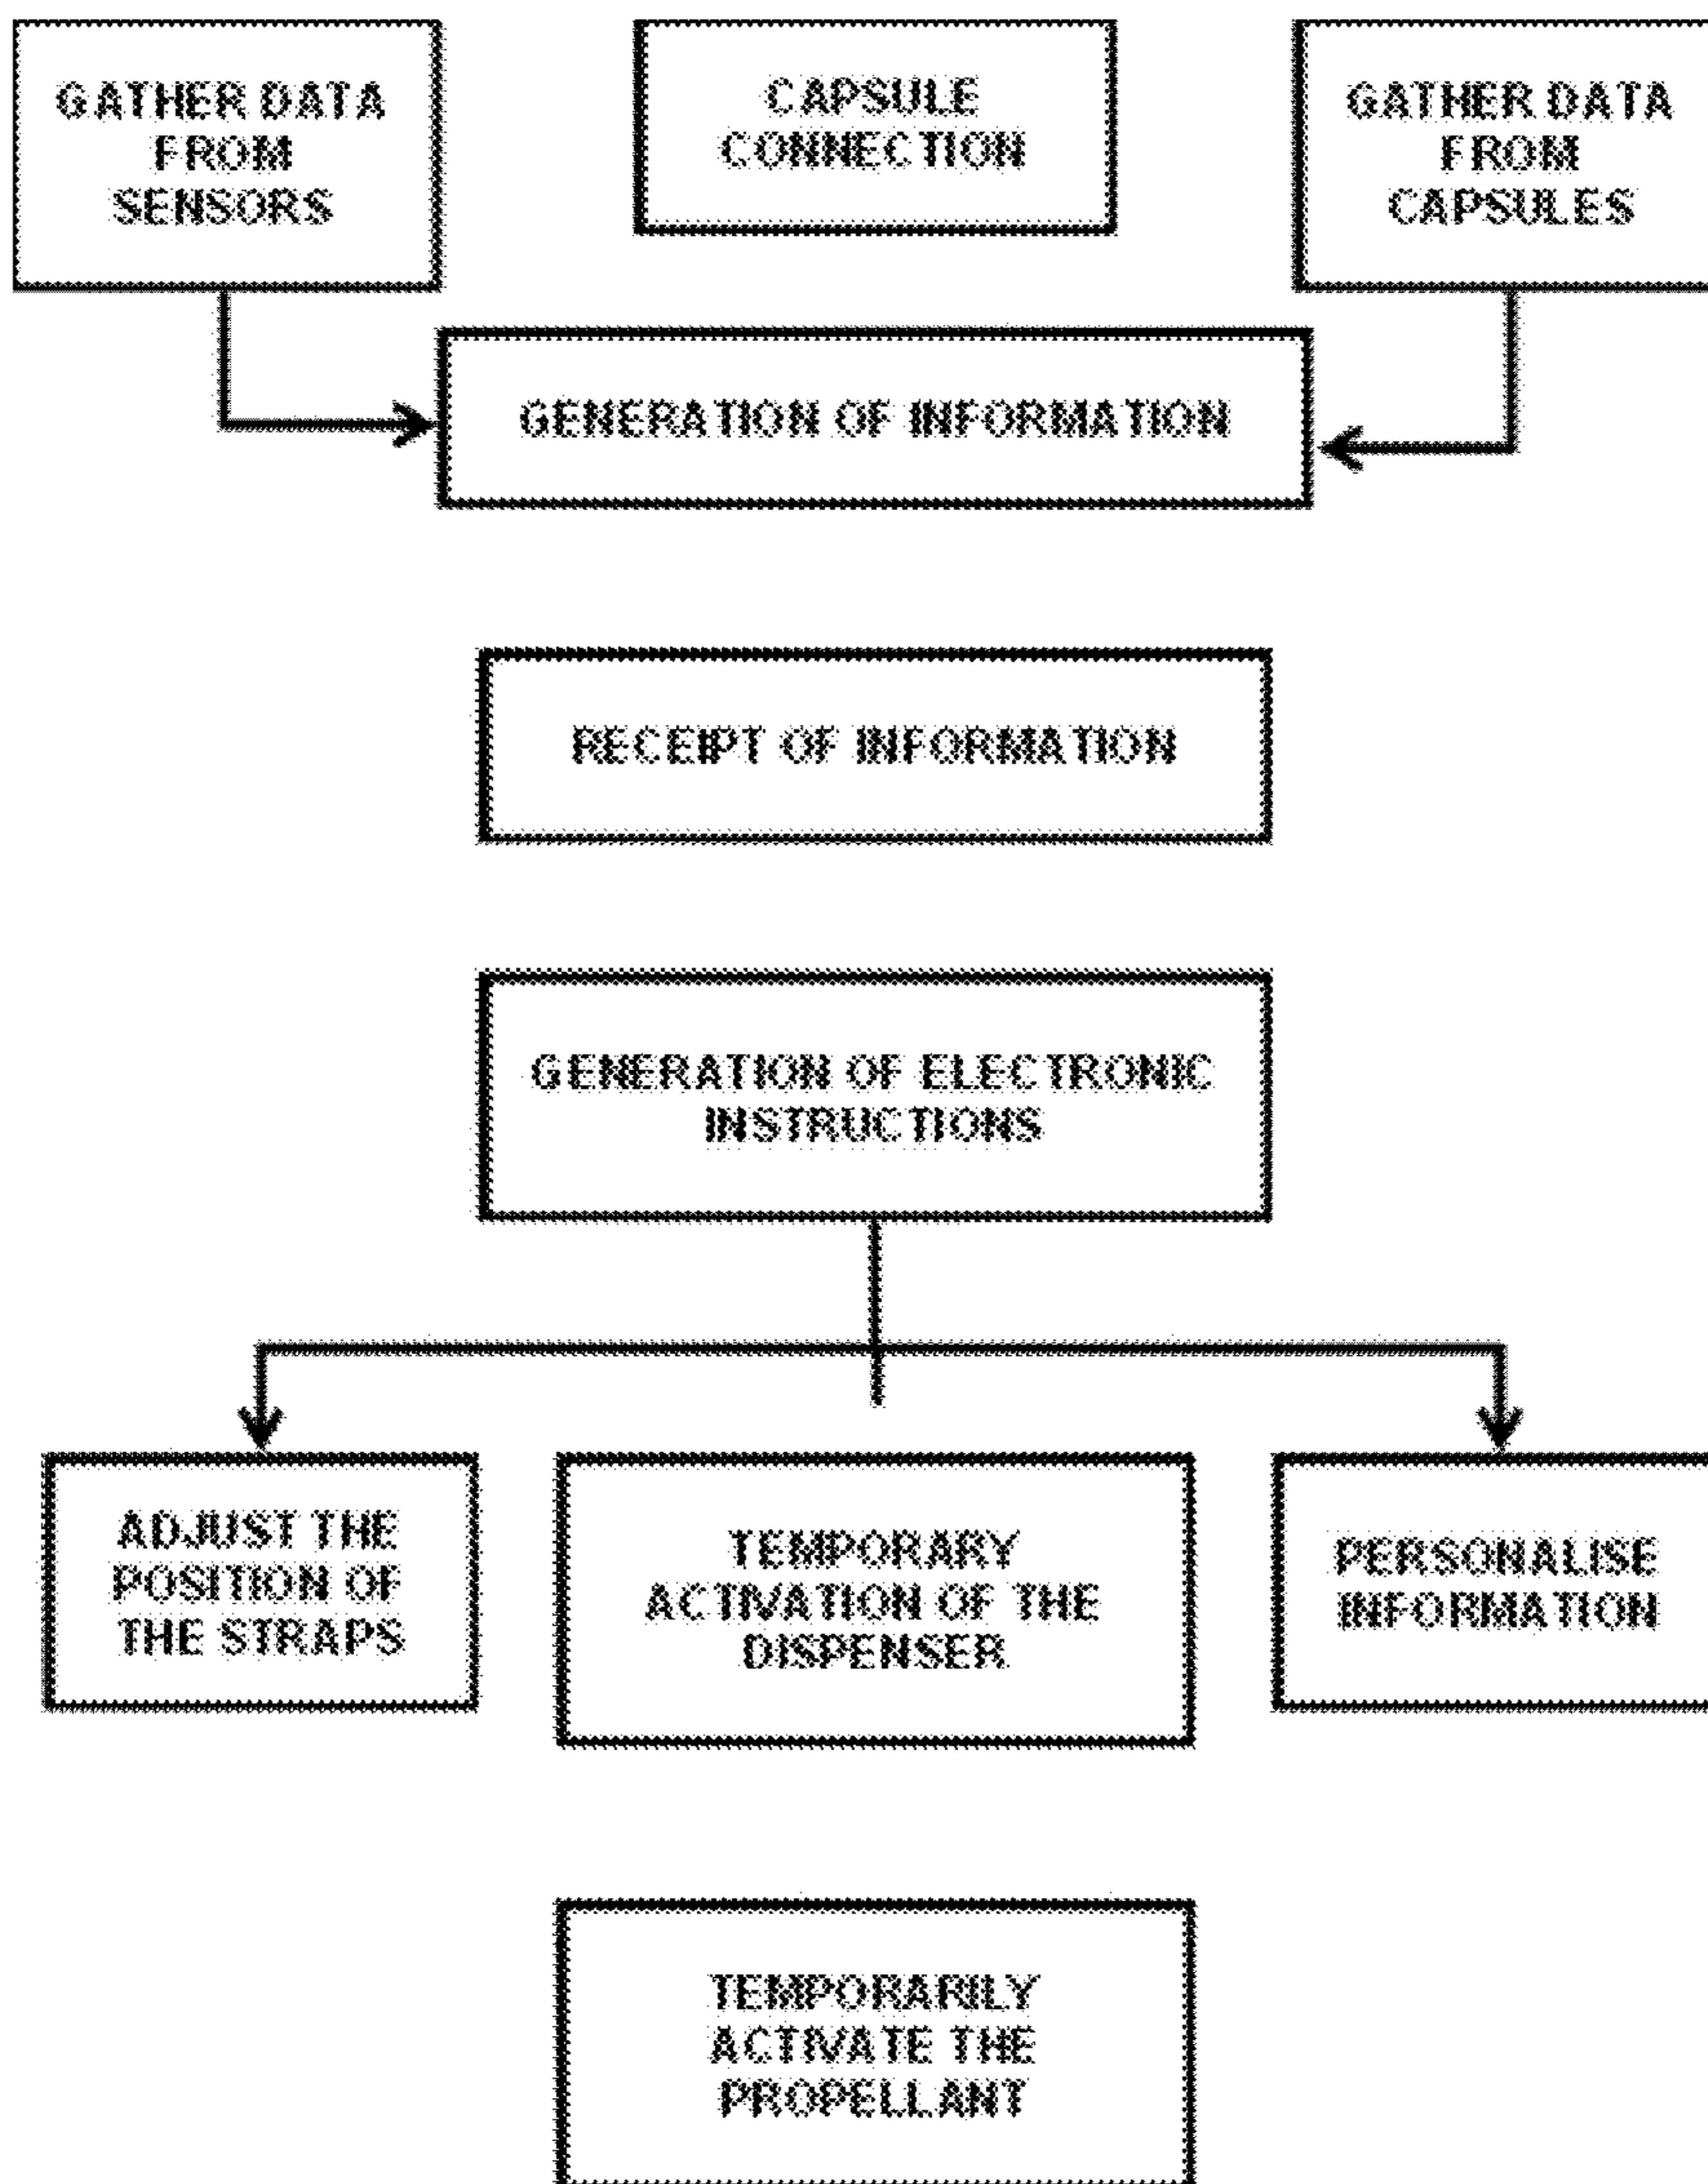 GATHER DATA
FROM
SENSORS
CAPSULE
CONNECTION
GATHER DATA
FROM
CAPSULES
GENERATION OF INFORMATION
RECEIPT OF INFORMATION
GENERATION OF ELECTRONIC
INSTRUCTIONS
ADJUST THE
POSITION OF
THE STRAPS
TEMPORARY
ACTIVATION OF THE
DISPENSER
PERSONALISE
INFORMATION
TEMPORARILY
ACTIVATE THE
PROPELLANT